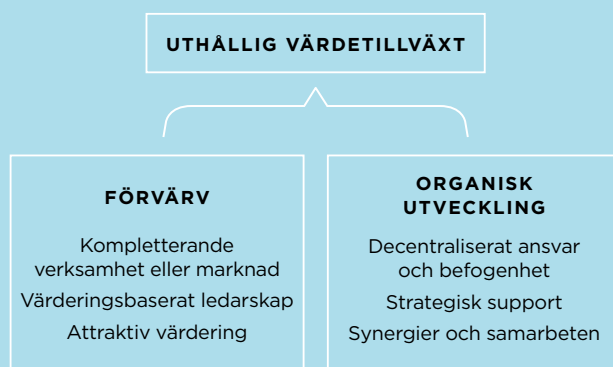 UTHÅLLIG VÄRDETILLVÄXT
FÖRVÄRV
Kompletterande
verksamhet eller marknad
Värderingsbaserat ledarskap
Attraktiv värdering
ORGANISK
UTVECKLING
Decentraliserat ansvar
och befogenhet
Strategisk support
Synergier och samarbeten